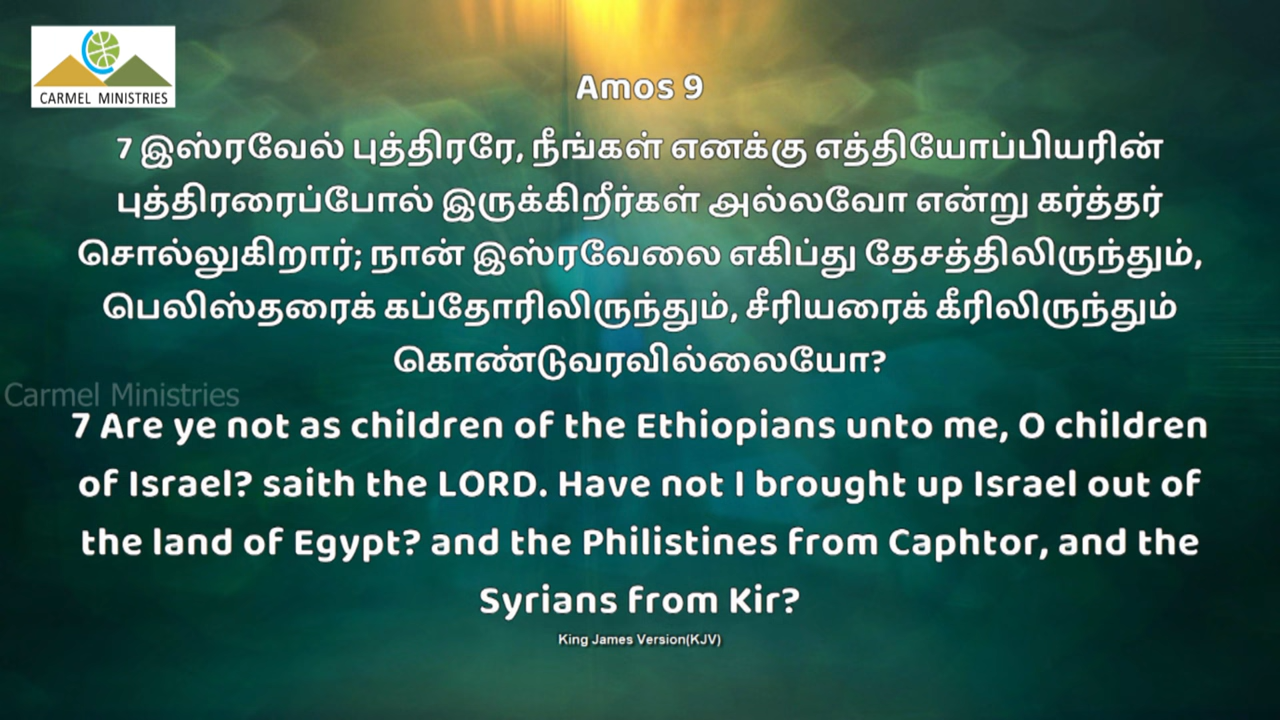 CARMEL MINISTRIES
Amos 9
7 இஸ்ரவேல் புத்திரரே, நீங்கள் எனக்கு எத்தியோப்பியரின்
புத்திரரைப்போல் இருக்கிறீர்கள் அல்லவோ என்று கர்த்தர்
சொல்லுகிறார்; நான் இஸ்ரவேலை எகிப்து தேசத்திலிருந்தும்,
பெலிஸ்தரைக் கப்தோரிலிருந்தும், சீரியரைக் கீரிலிருந்தும்
கொண்டுவரவில்லையோ?
Carmel Ministries
7 Are ye not as children of the Ethiopians unto me, O children
of Israel? saith the LORD. Have not I brought up Israel out of
the land of Egypt? and the Philistines from Caphtor, and the
Syrians from Kir?
King James Version(KJV)